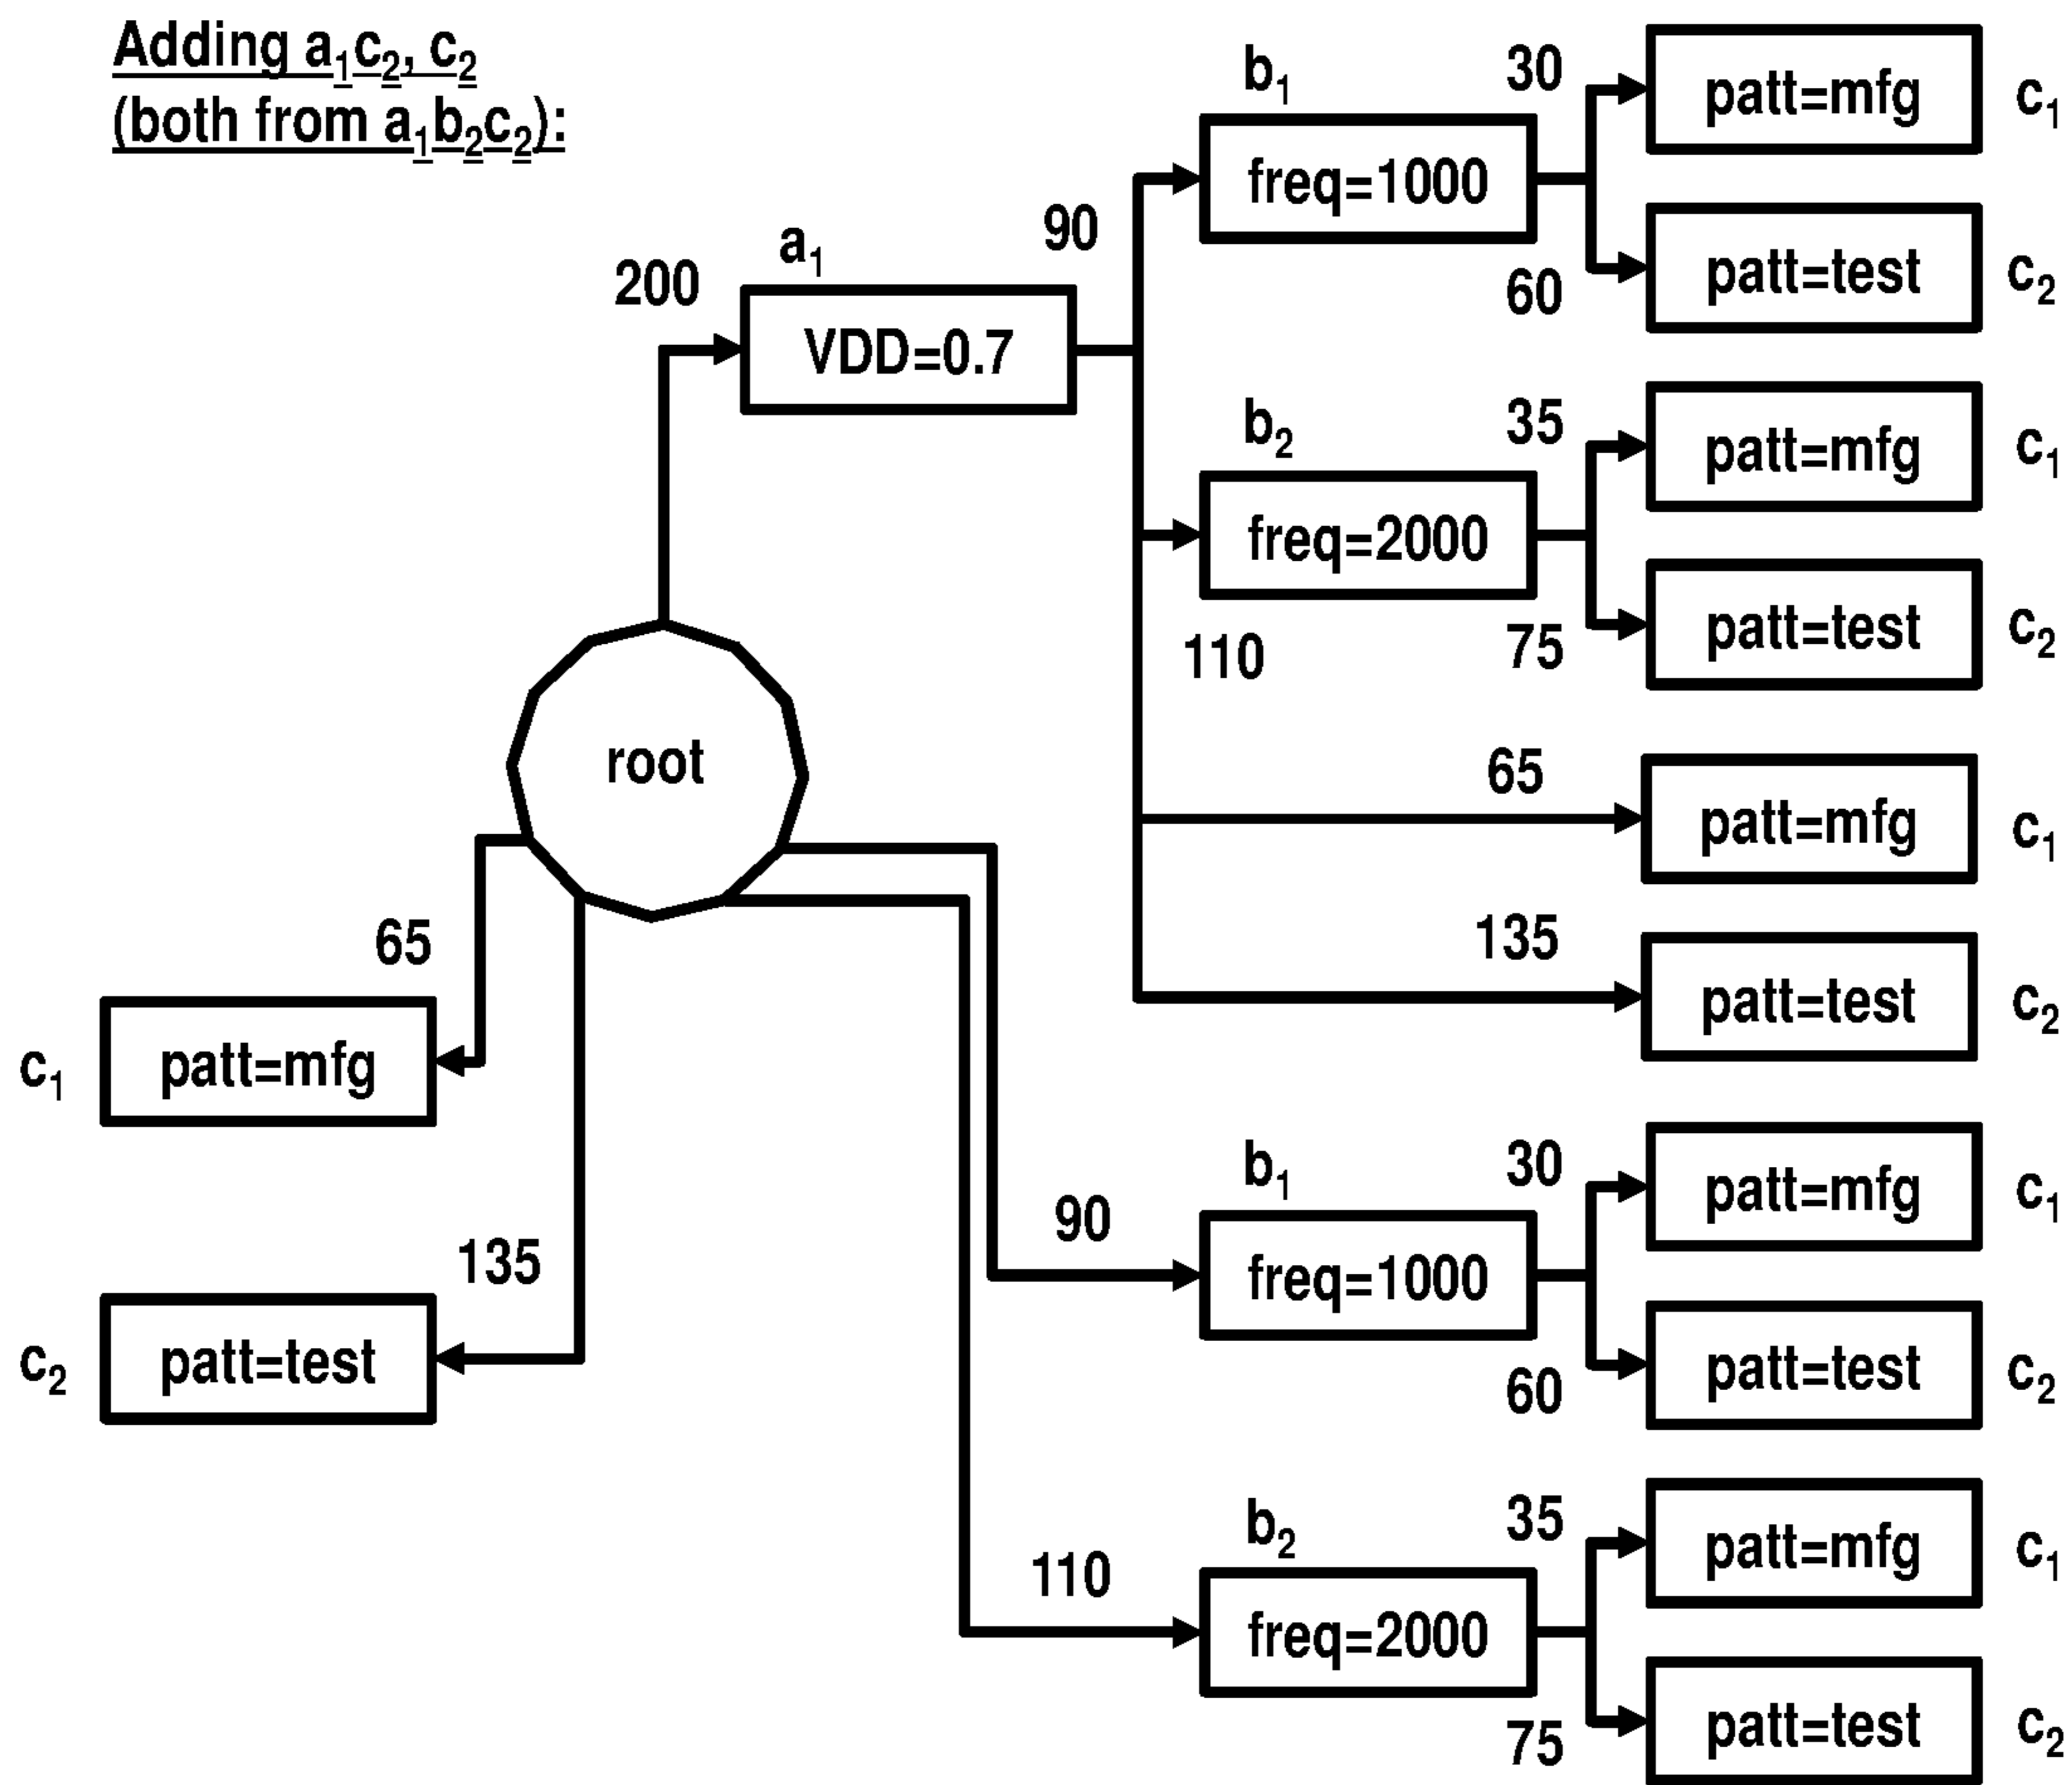 Adding a₁c₂, c₂
(both from a₁b₂c₂):
b₁
30
patt=mfg
c₁
freq=1000
60
patt=test
c₂
200
a₁
90
VDD=0.7
b₂
35
patt=mfg
c₁
freq=2000
110
75
patt=test
c₂
root
65
patt=mfg
c₁
135
patt=test
c₂
65
c₁
patt=mfg
135
c₂
patt=test
90
b₁
30
patt=mfg
c₁
freq=1000
60
patt=test
c₂
110
b₂
35
patt=mfg
c₁
freq=2000
75
patt=test
c₂